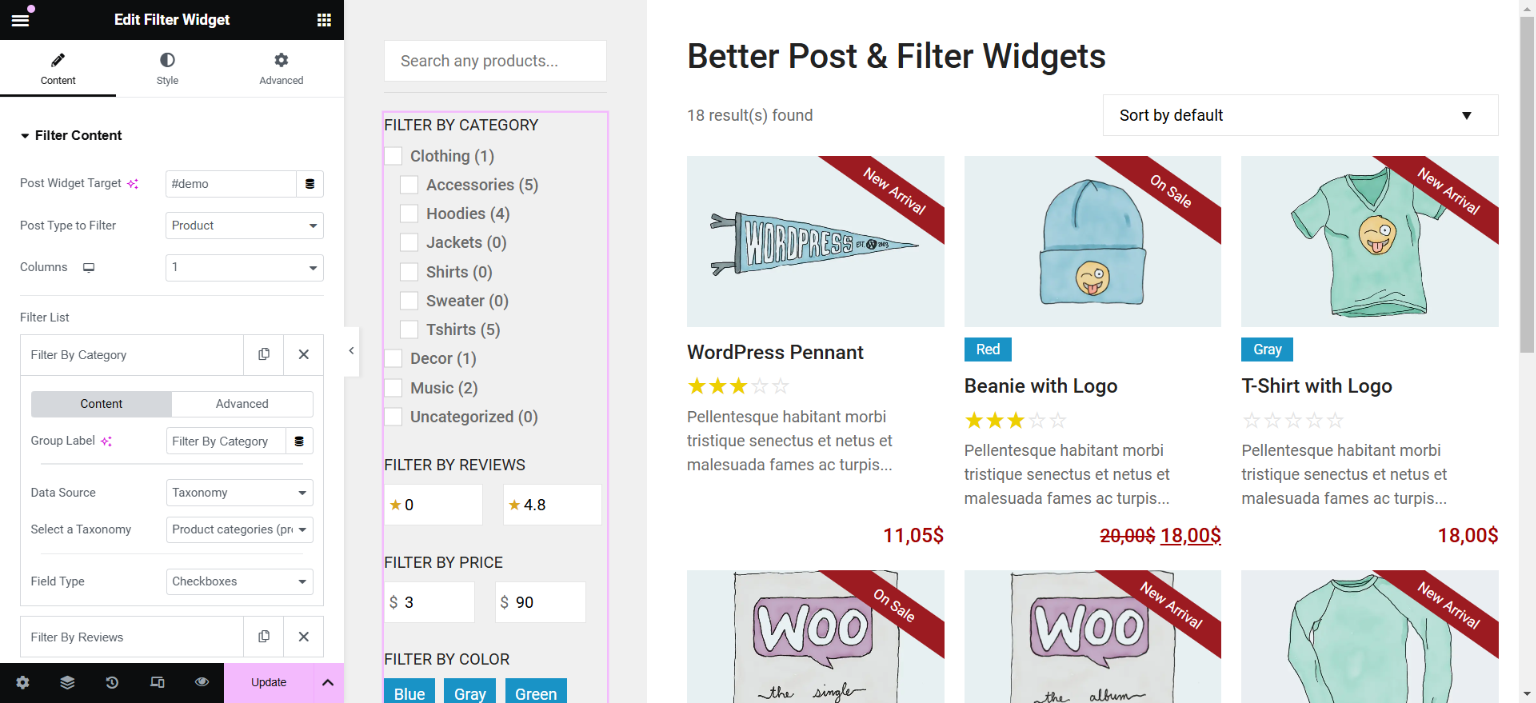 Edit Filter Widget
Content
Style
Advanced
Filter Content
Post Widget Target
#demo
Post Type to Filter
Product
Columns
1
Filter List
Filter By Category
Content
Advanced
Group Label
Filter By Category
Data Source
Taxonomy
Select a Taxonomy
Product categories (pr
Field Type
Checkboxes
Filter By Reviews
Update
Search any products...
FILTER BY CATEGORY
Clothing (1)
Accessories (5)
Hoodies (4)
Jackets (0)
Shirts (0)
Sweater (0)
Tshirts (5)
Decor (1)
Music (2)
Uncategorized (0)
FILTER BY REVIEWS
0
4.8
FILTER BY PRICE
$ 3
$ 90
FILTER BY COLOR
Blue
Gray
Green
Better Post & Filter Widgets
18 result(s) found
Sort by default
New Arrival
WORDPRESS EST 2003
WordPress Pennant
Pellentesque habitant morbi
tristique senectus et netus et
malesuada fames ac turpis...
11,05$
On Sale
Red
Beanie with Logo
Pellentesque habitant morbi
tristique senectus et netus et
malesuada fames ac turpis...
20,00$ 18,00$
New Arrival
Gray
T-Shirt with Logo
Pellentesque habitant morbi
tristique senectus et netus et
malesuada fames ac turpis...
18,00$
On Sale
WOO
the single
New Arrival
WOO
the album
New Arrival